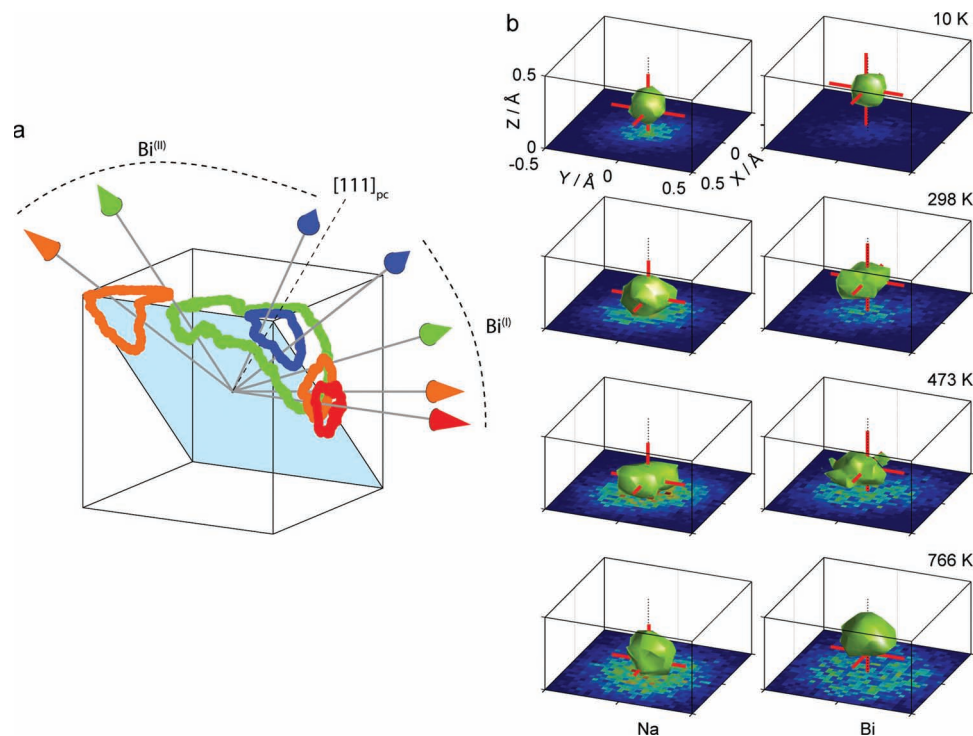 a
Bi(II)
[111]pc
Bi(I)
b
10 K
0.5
Z / Å
0
-0.5
Y / Å
0
0.5
0.5
X / Å
0
298 K
473 K
766 K
Na
Bi